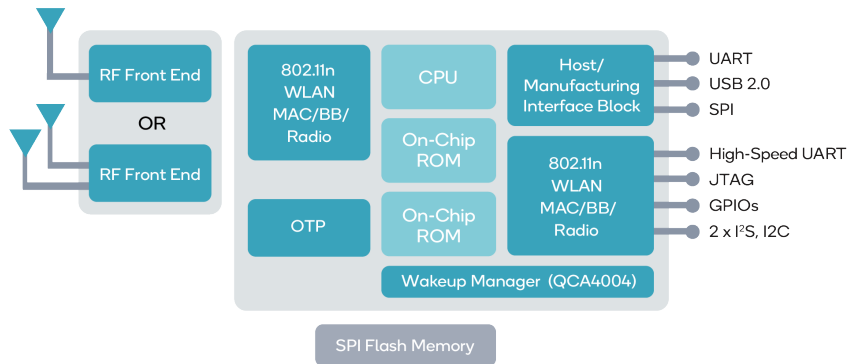 RF Front End
OR
RF Front End
802.11n
WLAN
MAC/BB/
Radio
OTP
CPU
On-Chip
ROM
On-Chip
ROM
Wakeup Manager (QCA4004)
Host/
Manufacturing
Interface Block
802.11n
WLAN
MAC/BB/
Radio
UART
USB 2.0
SPI
High-Speed UART
JTAG
GPIOs
2 x I²S, I2C
SPI Flash Memory